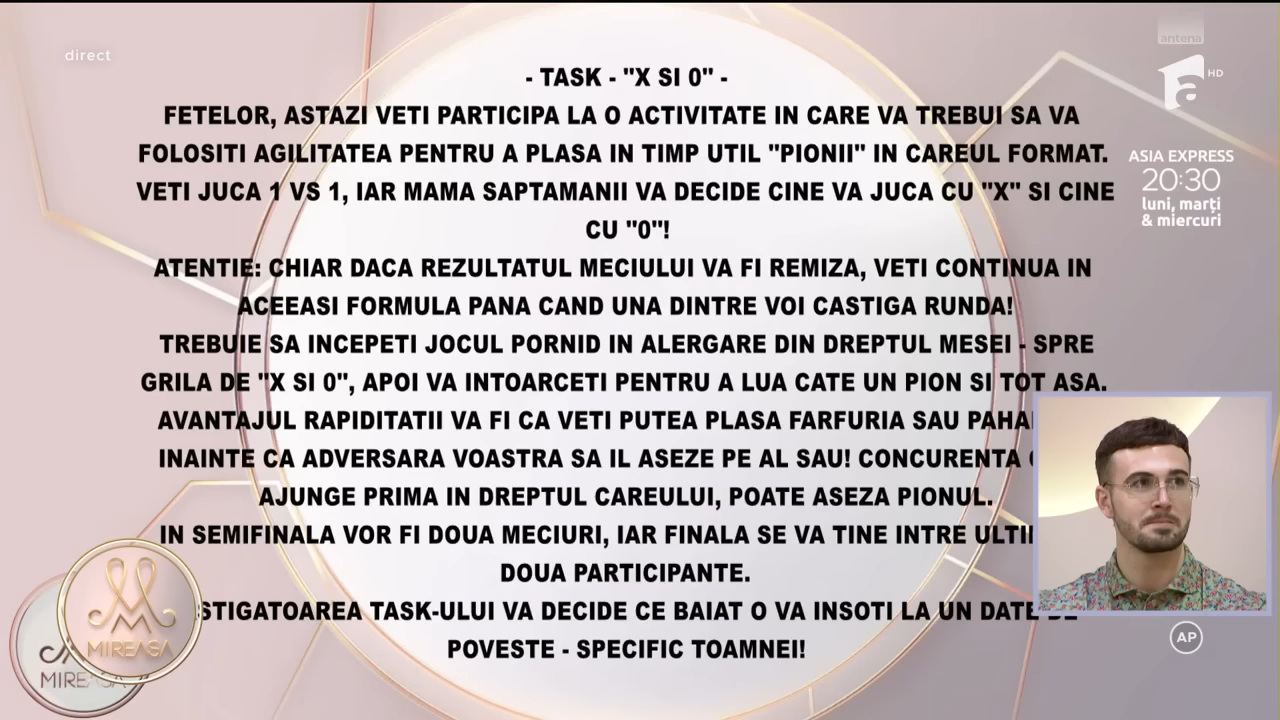 direct
antena
HD
ASIA EXPRESS
20:30
luni, marți
& miercuri
- TASK - "X SI 0" -
FETELOR, ASTAZI VETI PARTICIPA LA O ACTIVITATE IN CARE VA TREBUI SA VA
FOLOSITI AGILITATEA PENTRU A PLASA IN TIMP UTIL "PIONII" IN CAREUL FORMAT.
VETI JUCA 1 VS 1, IAR MAMA SAPTAMANII VA DECIDE CINE VA JUCA CU "X" SI CINE
CU "0"!
ATENTIE: CHIAR DACA REZULTATUL MECIULUI VA FI REMIZA, VETI CONTINUA IN
ACEEASI FORMULA PANA CAND UNA DINTRE VOI CASTIGA RUNDA!
TREBUIE SA INCEPETI JOCUL PORNID IN ALERGARE DIN DREPTUL MESEI - SPRE
GRILA DE "X SI 0", APOI VA INTOARCETI PENTRU A LUA CATE UN PION SI TOT ASA.
AVANTAJUL RAPIDITATII VA FI CA VETI PUTEA PLASA FARFURIA SAU
INAINTE CA ADVERSARA VOASTRA SA IL ASEZE PE AL SAU! CONCURENTA
AJUNGE PRIMA IN DREPTUL CAREULUI, POATE ASEZA PIONUL.
IN SEMIFINALA VOR FI DOUA MECIURI, IAR FINALA SE VA TINE INTRE
DOUA PARTICIPANTE.
TASK-ULUI VA DECIDE CE BAIAT O VA INSOTI LA UN DATE DE
POVESTE - SPECIFIC TOAMNEI!
MIREASA
AP